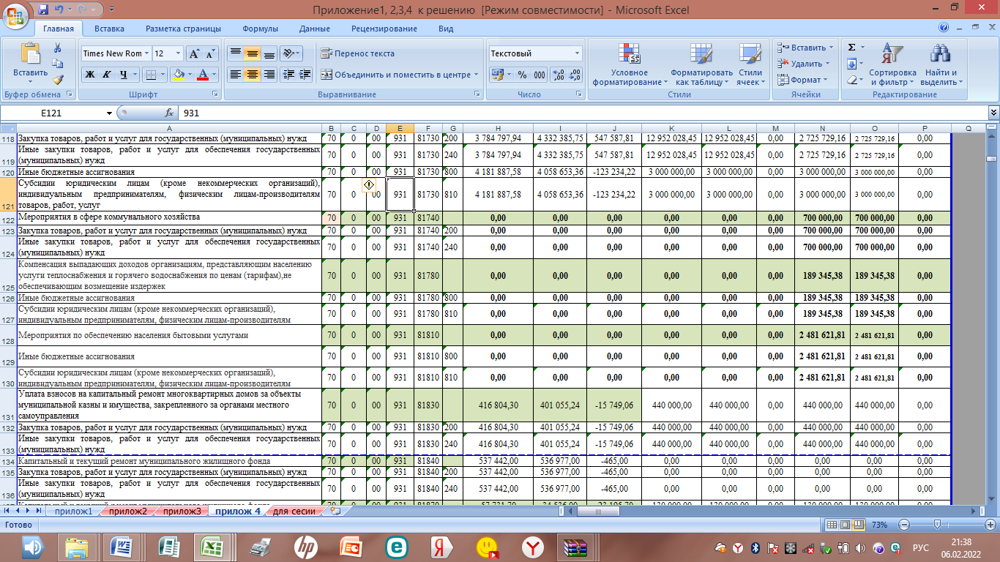 Приложение1, 2,3,4 к решению [Режим совместимости] - Microsoft Excel
Главная Вставка Разметка страницы Формулы Данные Рецензирование Вид
Вставить
Times New Rom 12
Ж К Ч
Перенос текста
Объединить и поместить в центре
Текстовый
% 000
Условное форматирование
Форматировать как таблицу
Стили ячеек
Вставить
Удалить
Формат
Сортировка и фильтр
Найти и выделить
Буфер обмена Шрифт Выравнивание Число Стили Ячейки Редактирование
E121 fx 931
A B C D E F G H I J K L M N O P Q
118 Закупка товаров, работ и услуг для государственных (муниципальных) нужд 70 0 00 931 81730 200 3 784 797,94 4 332 385,75 547 587,81 12 952 028,45 12 952 028,45 0,00 2 725 729,16 2 725 729,16 0,00
119 Иные закупки товаров, работ и услуг для обеспечения государственных
(муниципальных) нужд 70 0 00 931 81730 240 3 784 797,94 4 332 385,75 547 587,81 12 952 028,45 12 952 028,45 0,00 2 725 729,16 2 725 729,16 0,00
120 Иные бюджетные ассигнования 70 0 00 931 81730 800 4 181 887,58 4 058 653,36 -123 234,22 3 000 000,00 3 000 000,00 0,00 3 000 000,00 3 000 000,00 0,00
121 Субсидии юридическим лицам (кроме некоммерческих организаций),
индивидуальным предпринимателям, физическим лицам-производителям
товаров, работ, услуг 70 0 00 931 81730 810 4 181 887,58 4 058 653,36 -123 234,22 3 000 000,00 3 000 000,00 0,00 3 000 000,00 3 000 000,00 0,00
122 Мероприятия в сфере коммунального хозяйства 70 0 00 931 81740 0,00 0,00 0,00 0,00 0,00 0,00 700 000,00 700 000,00 0,00
123 Закупка товаров, работ и услуг для государственных (муниципальных) нужд 70 0 00 931 81740 200 0,00 0,00 0,00 0,00 0,00 0,00 700 000,00 700 000,00 0,00
124 Иные закупки товаров, работ и услуг для обеспечения государственных
(муниципальных) нужд 70 0 00 931 81740 240 0,00 0,00 0,00 0,00 0,00 0,00 700 000,00 700 000,00 0,00
125 Компенсация выпадающих доходов организациям, представляющим населению
услуги теплоснабжения и горячего водоснабжения по ценам (тарифам),не
обеспечивающим возмещение издержек 70 0 00 931 81780 0,00 0,00 0,00 0,00 0,00 0,00 189 345,38 189 345,38 0,00
126 Иные бюджетные ассигнования 70 0 00 931 81780 800 0,00 0,00 0,00 0,00 0,00 0,00 189 345,38 189 345,38 0,00
127 Субсидии юридическим лицам (кроме некоммерческих организаций),
индивидуальным предпринимателям, физическим лицам-производителям 70 0 00 931 81780 810 0,00 0,00 0,00 0,00 0,00 0,00 189 345,38 189 345,38 0,00
128 Мероприятия по обеспечению населения бытовыми услугами 70 0 00 931 81810 0,00 0,00 0,00 0,00 0,00 0,00 2 481 621,81 2 481 621,81 0,00
129 Иные бюджетные ассигнования 70 0 00 931 81810 800 0,00 0,00 0,00 0,00 0,00 0,00 2 481 621,81 2 481 621,81 0,00
130 Субсидии юридическим лицам (кроме некоммерческих организаций),
индивидуальным предпринимателям, физическим лицам-производителям 70 0 00 931 81810 810 0,00 0,00 0,00 0,00 0,00 0,00 2 481 621,81 2 481 621,81 0,00
131 Уплата взносов на капитальный ремонт многоквартирных домов за объекты
муниципальной казны и имущества, закрепленного за органами местного
самоуправления 70 0 00 931 81830 416 804,30 401 055,24 -15 749,06 440 000,00 440 000,00 0,00 440 000,00 440 000,00 0,00
132 Закупка товаров, работ и услуг для государственных (муниципальных) нужд 70 0 00 931 81830 200 416 804,30 401 055,24 -15 749,06 440 000,00 440 000,00 0,00 440 000,00 440 000,00 0,00
133 Иные закупки товаров, работ и услуг для обеспечения государственных
(муниципальных) нужд 70 0 00 931 81830 240 416 804,30 401 055,24 -15 749,06 440 000,00 440 000,00 0,00 440 000,00 440 000,00 0,00
134 Капитальный и текущий ремонт муниципального жилищного фонда 70 0 00 931 81840 537 442,00 536 977,00 -465,00 0,00 0,00 0,00 0,00 0,00 0,00
135 Закупка товаров, работ и услуг для государственных (муниципальных) нужд 70 0 00 931 81840 200 537 442,00 536 977,00 -465,00 0,00 0,00 0,00 0,00 0,00 0,00
136 Иные закупки товаров, работ и услуг для обеспечения государственных
(муниципальных) нужд 70 0 00 931 81840 240 537 442,00 536 977,00 -465,00 0,00 0,00 0,00 0,00 0,00 0,00
прилож1 прилож2 прилож3 прилож 4 для сесии
Готово 73%
РУС 21:38
06.02.2022